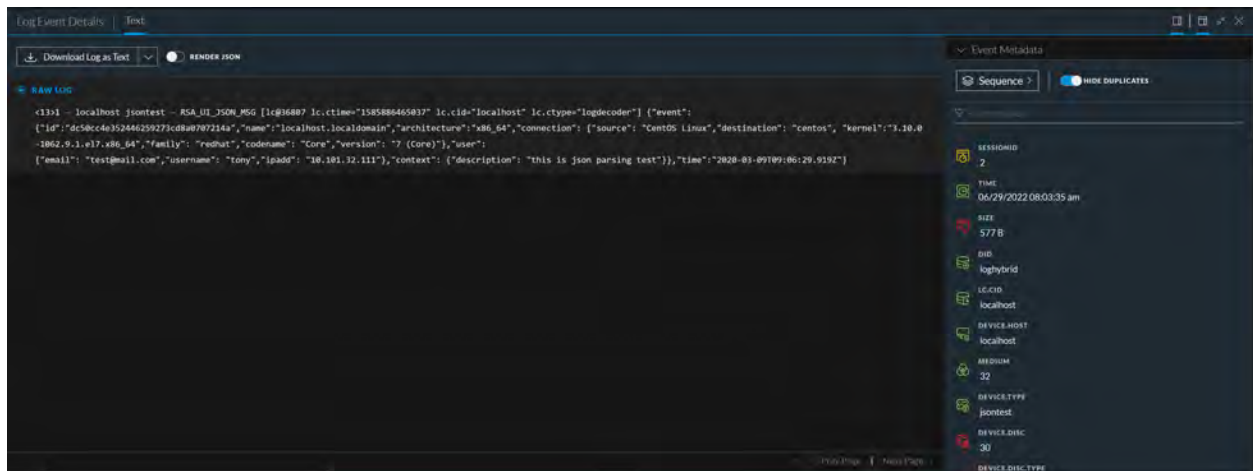 Log Event Details Text
Download Log as Text RENDER JSON
RAW LOG
<13>1 - localhost jsontest - RSA_UI_JSON_MSG [lc@36807 lc.ctime="1585886465037" lc.cid="localhost" lc.ctype="logdecoder"] {"event":
{"id":"dc50cc4e352446259273cd8a0707214a","name":"localhost.localdomain","architecture":"x86_64","connection": {"source": "CentOS Linux","destination": "centos", "kernel":"3.10.0
-1062.9.1.el7.x86_64","family": "redhat","codename": "Core","version": "7 (Core)"},"user":
{"email": "test@mail.com","username": "tony","ipadd": "10.101.32.111"},"context": {"description": "this is json parsing test"}},"time":"2020-03-09T09:06:29.919Z"}
Prev Page Next Page
Event Metadata
Sequence HIDE DUPLICATES
SESSIONID
2
TIME
06/29/2022 08:03:35 am
SIZE
577 B
DID
loghybrid
LC.CID
localhost
DEVICE.HOST
localhost
MEDIUM
32
DEVICE.TYPE
jsontest
DEVICE.DISC
30
DEVICE.DISC.TYPE